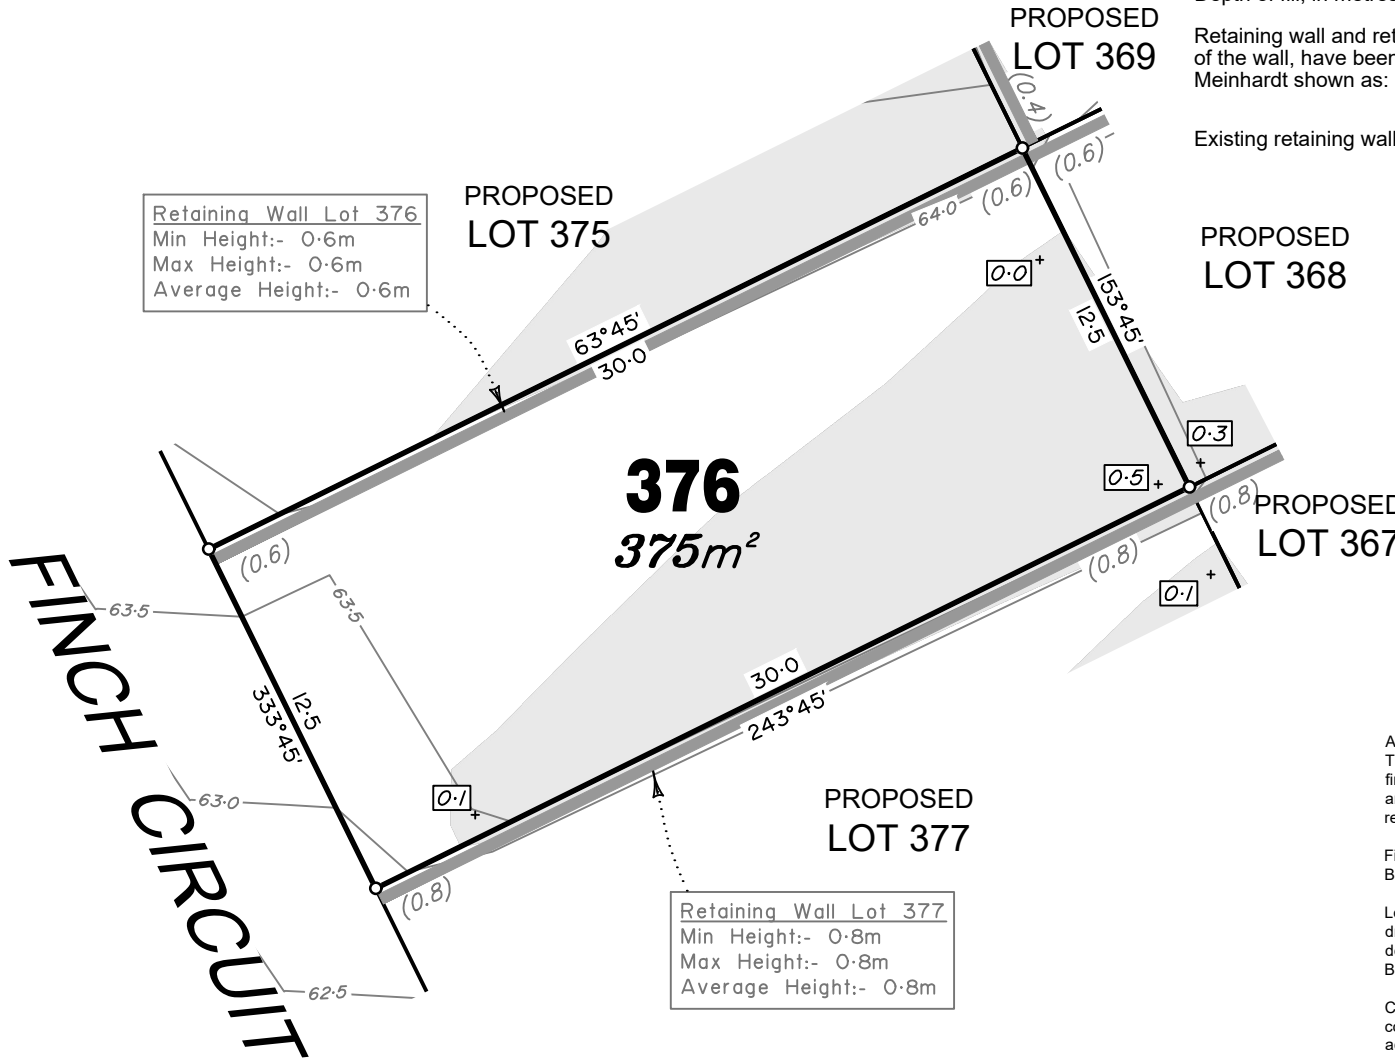 PROPOSED
LOT 369
Retaining wall and ret
of the wall, have been
Meinhardt shown as:
Existing retaining wall
(0.4)
(0.6)
(0.6)
64·0
Retaining Wall Lot 376
Min Height:- 0·6m
Max Height:- 0·6m
Average Height:- 0·6m
PROPOSED
LOT 375
PROPOSED
LOT 368
0·0
63°45'
30·0
153°45'
12·5
376
375m²
0·3
0·5
(0.8)
PROPOSED
LOT 367
(0.8)
0·1
(0.6)
63·5
63·5
FINCH CIRCUIT
333°45'
12·5
30·0
243°45'
63·0
0·1
(0.8)
PROPOSED
LOT 377
Retaining Wall Lot 377
Min Height:- 0·8m
Max Height:- 0·8m
Average Height:- 0·8m
62·5
A
T
fi
a
re
Fi
B
L
d
d
B
C
c
a